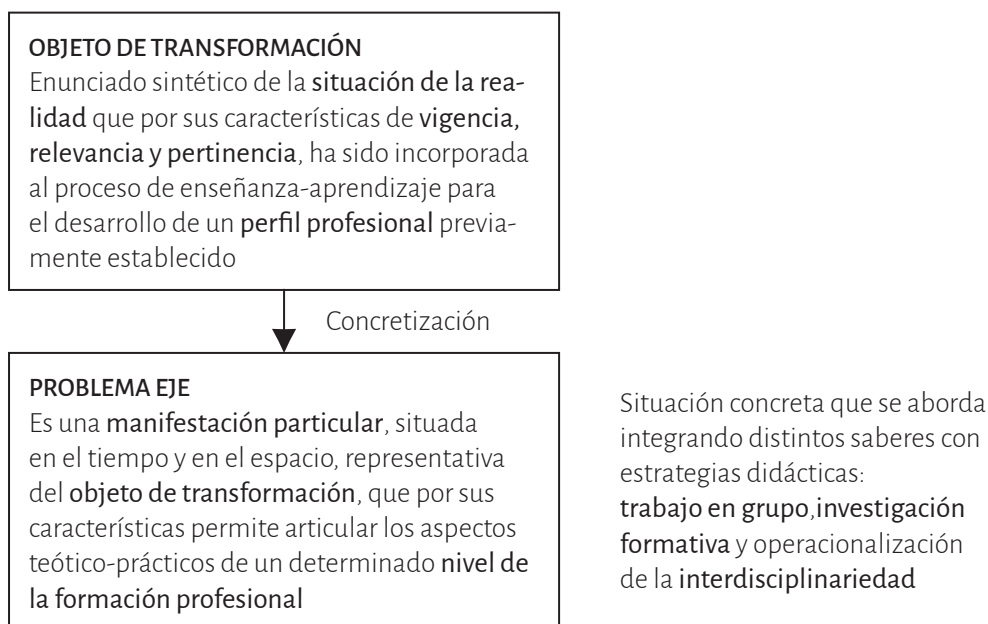 OBJETO DE TRANSFORMACIÓN
Enunciado sintético de la situación de la rea-
lidad que por sus características de vigencia,
relevancia y pertinencia, ha sido incorporada
al proceso de enseñanza-aprendizaje para
el desarrollo de un perfil profesional previa-
mente establecido
Concretización
PROBLEMA EJE
Es una manifestación particular, situada
en el tiempo y en el espacio, representativa
del objeto de transformación, que por sus
características permite articular los aspectos
teótico-prácticos de un determinado nivel de
la formación profesional
Situación concreta que se aborda
integrando distintos saberes con
estrategias didácticas:
trabajo en grupo,investigación
formativa y operacionalización
de la interdisciplinariedad